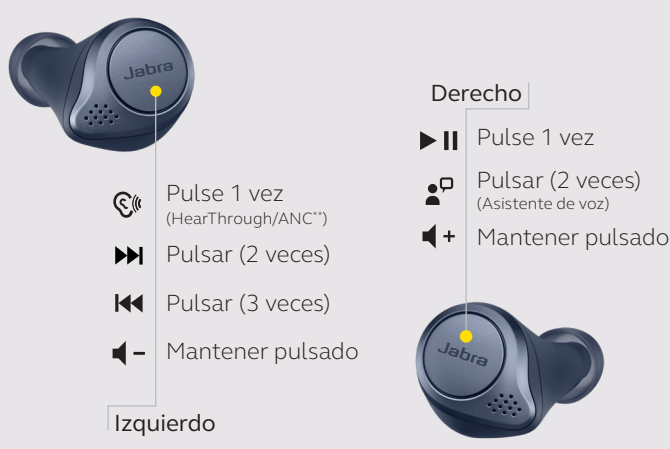 Jabra
Pulse 1 vez
(HearThrough/ANC**)
Pulsar (2 veces)
Pulsar (3 veces)
Mantener pulsado
Izquierdo
Derecho
Pulse 1 vez
Pulsar (2 veces)
(Asistente de voz)
Mantener pulsado
Jabra